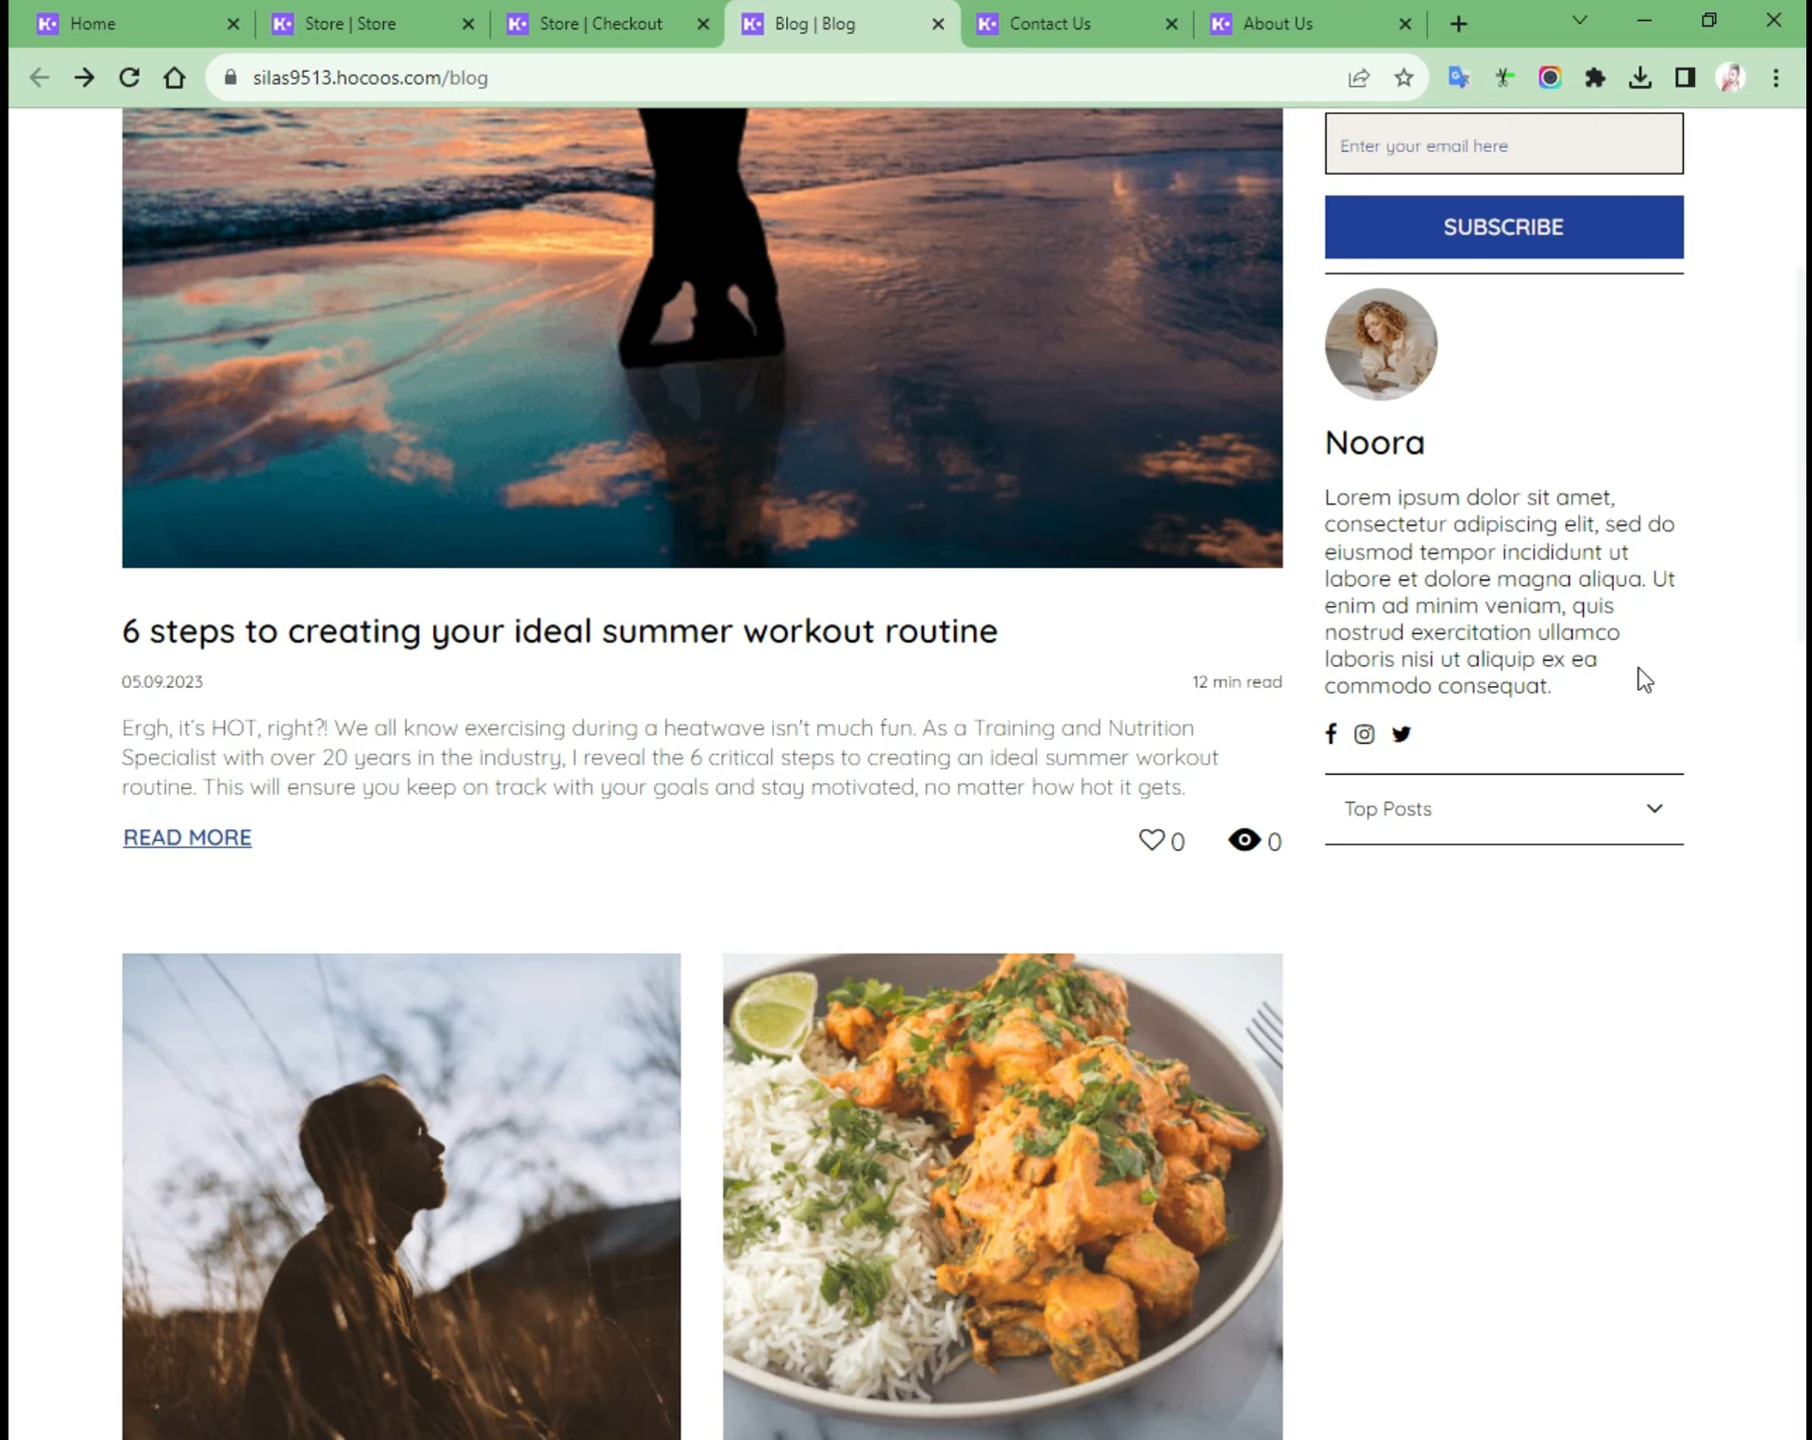 Home
Store | Store
Store | Checkout
Blog | Blog
Contact Us
About Us
silas9513.hocoos.com/blog
Enter your email here
SUBSCRIBE
Noora
Lorem ipsum dolor sit amet,
consectetur adipiscing elit, sed do
eiusmod tempor incididunt ut
labore et dolore magna aliqua. Ut
enim ad minim veniam, quis
nostrud exercitation ullamco
laboris nisi ut aliquip ex ea
commodo consequat.
Top Posts
6 steps to creating your ideal summer workout routine
05.09.2023
12 min read
Ergh, it's HOT, right?! We all know exercising during a heatwave isn't much fun. As a Training and Nutrition
Specialist with over 20 years in the industry, I reveal the 6 critical steps to creating an ideal summer workout
routine. This will ensure you keep on track with your goals and stay motivated, no matter how hot it gets.
READ MORE
0
0